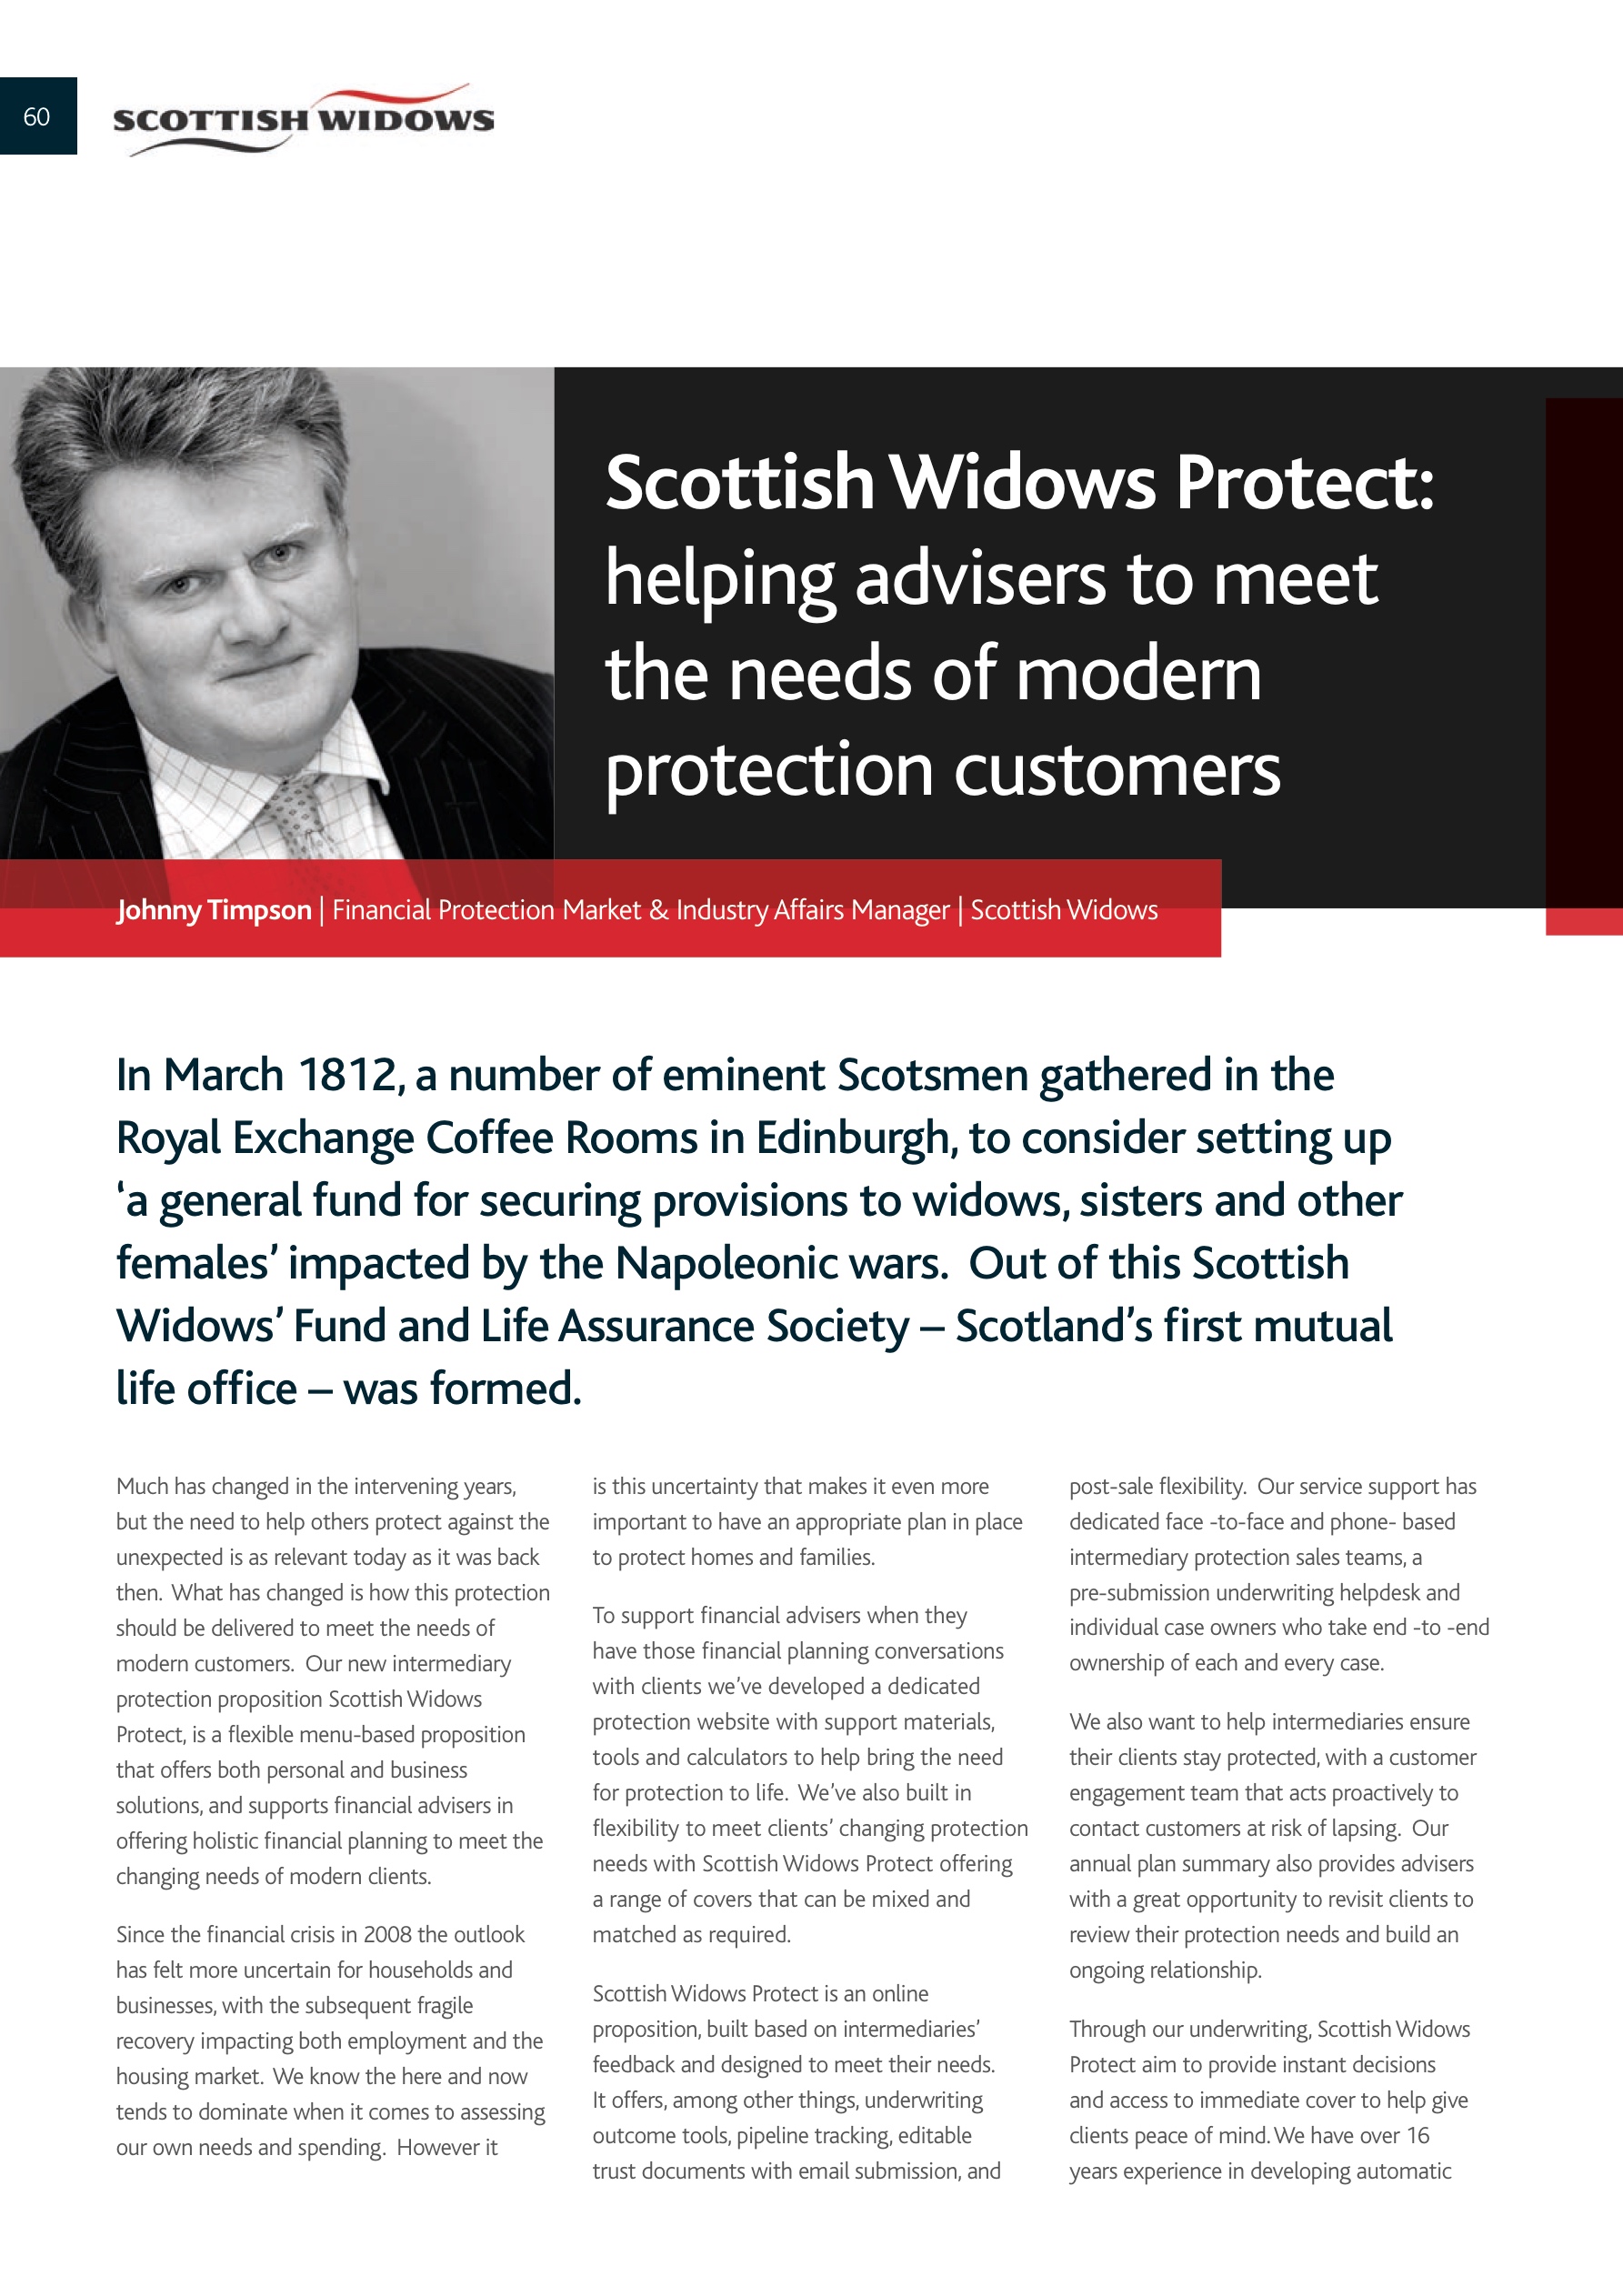 60
SCOTTISH WIDOWS
Scottish Widows Protect:
helping advisers to meet
the needs of modern
protection customers
Johnny Timpson | Financial Protection Market & Industry Affairs Manager | Scottish Widows
In March 1812, a number of eminent Scotsmen gathered in the
Royal Exchange Coffee Rooms in Edinburgh, to consider setting up
‘a general fund for securing provisions to widows, sisters and other
females’ impacted by the Napoleonic wars.  Out of this Scottish
Widows’ Fund and Life Assurance Society – Scotland’s first mutual
life office – was formed.
Much has changed in the intervening years,
but the need to help others protect against the
unexpected is as relevant today as it was back
then.  What has changed is how this protection
should be delivered to meet the needs of
modern customers.  Our new intermediary
protection proposition Scottish Widows
Protect, is a flexible menu-based proposition
that offers both personal and business
solutions, and supports financial advisers in
offering holistic financial planning to meet the
changing needs of modern clients.
Since the financial crisis in 2008 the outlook
has felt more uncertain for households and
businesses, with the subsequent fragile
recovery impacting both employment and the
housing market.  We know the here and now
tends to dominate when it comes to assessing
our own needs and spending.  However it
is this uncertainty that makes it even more
important to have an appropriate plan in place
to protect homes and families.
To support financial advisers when they
have those financial planning conversations
with clients we’ve developed a dedicated
protection website with support materials,
tools and calculators to help bring the need
for protection to life.  We’ve also built in
flexibility to meet clients’ changing protection
needs with Scottish Widows Protect offering
a range of covers that can be mixed and
matched as required.
Scottish Widows Protect is an online
proposition, built based on intermediaries’
feedback and designed to meet their needs.
It offers, among other things, underwriting
outcome tools, pipeline tracking, editable
trust documents with email submission, and
post-sale flexibility.  Our service support has
dedicated face -to-face and phone- based
intermediary protection sales teams, a
pre-submission underwriting helpdesk and
individual case owners who take end -to -end
ownership of each and every case.
We also want to help intermediaries ensure
their clients stay protected, with a customer
engagement team that acts proactively to
contact customers at risk of lapsing.  Our
annual plan summary also provides advisers
with a great opportunity to revisit clients to
review their protection needs and build an
ongoing relationship.
Through our underwriting, Scottish Widows
Protect aim to provide instant decisions
and access to immediate cover to help give
clients peace of mind. We have over 16
years experience in developing automatic